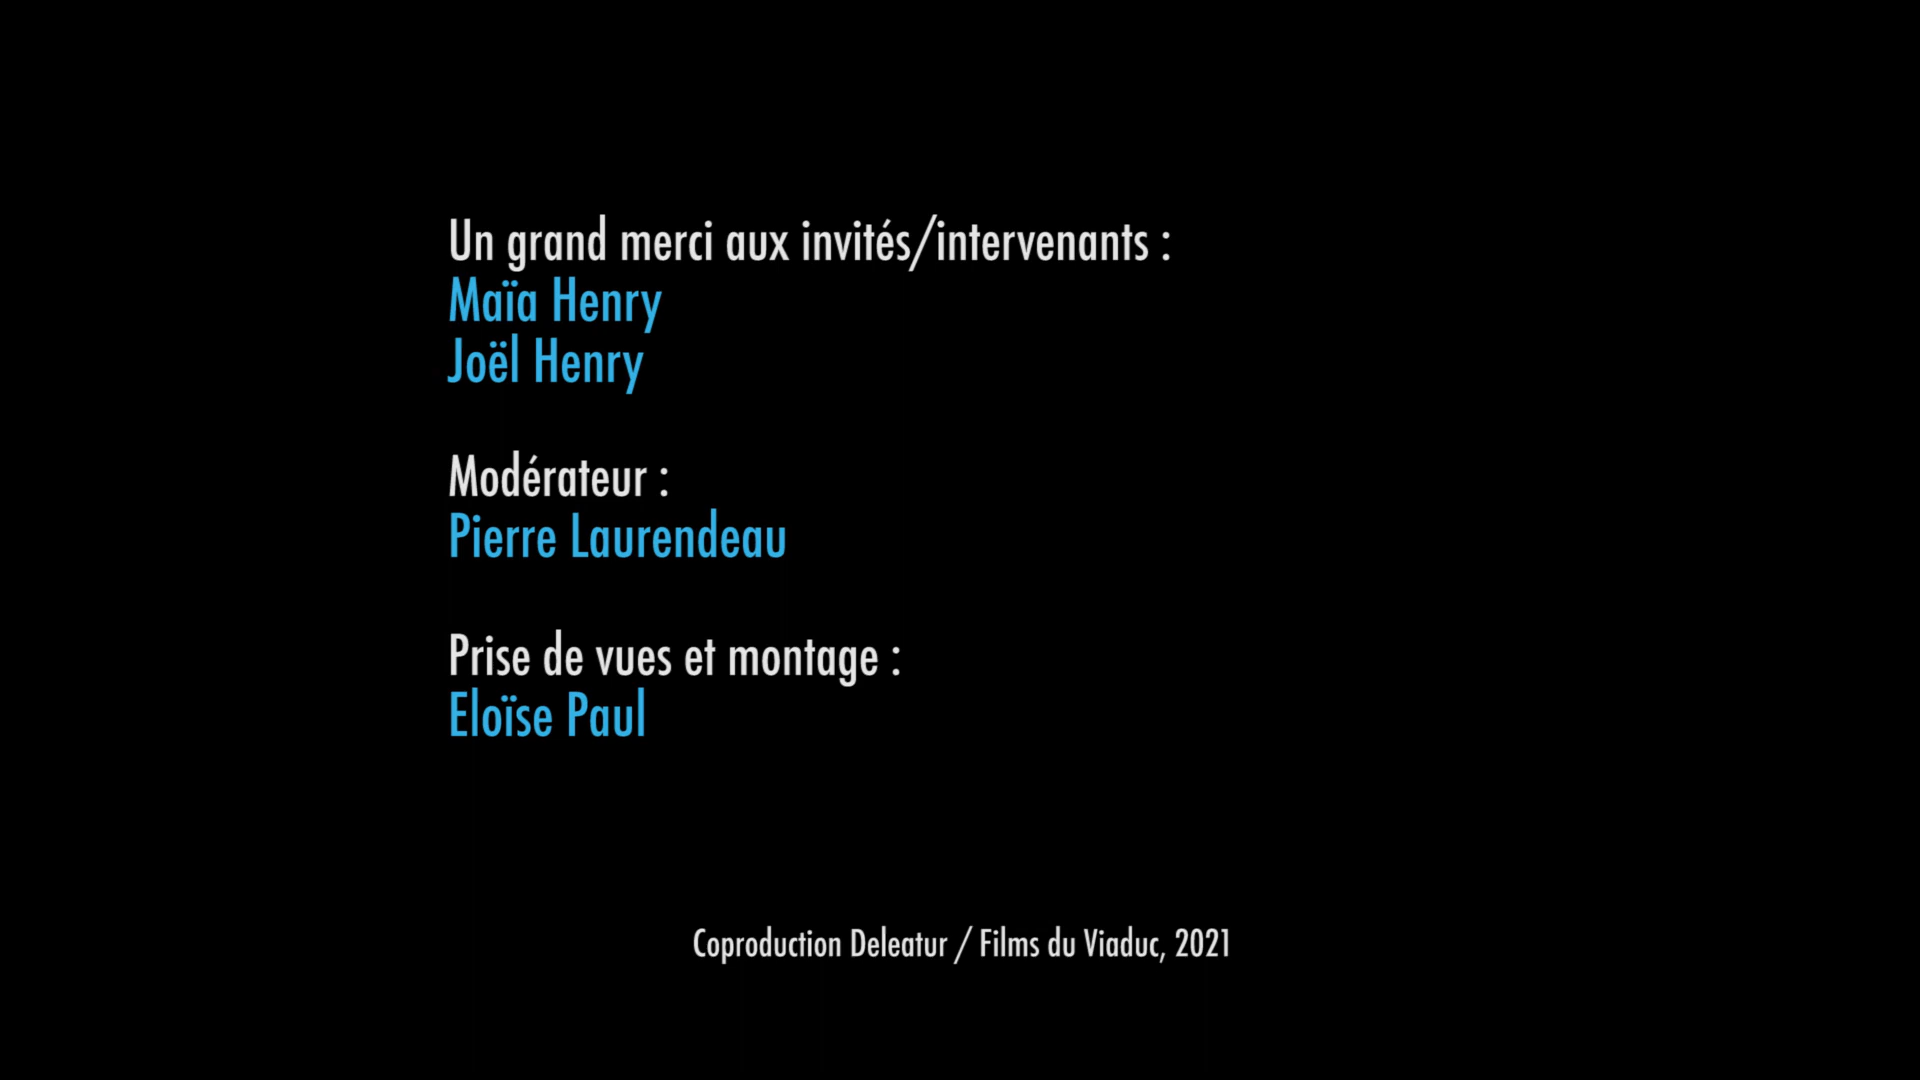 Un grand merci aux invités/intervenants :
Maïa Henry
Joël Henry
Modérateur :
Pierre Laurendeau
Prise de vues et montage :
Eloïse Paul
Coproduction Deleatur / Films du Viaduc, 2021